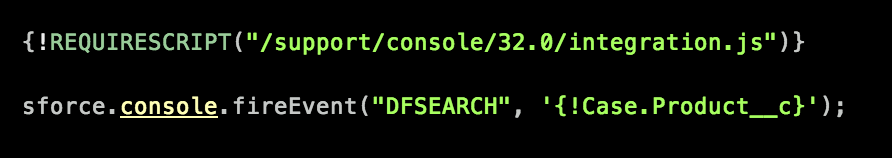 {!REQUIRESCRIPT("/support/console/32.0/integration.js")}
sforce.console.fireEvent("DFSEARCH", '{!Case.Product__c}');